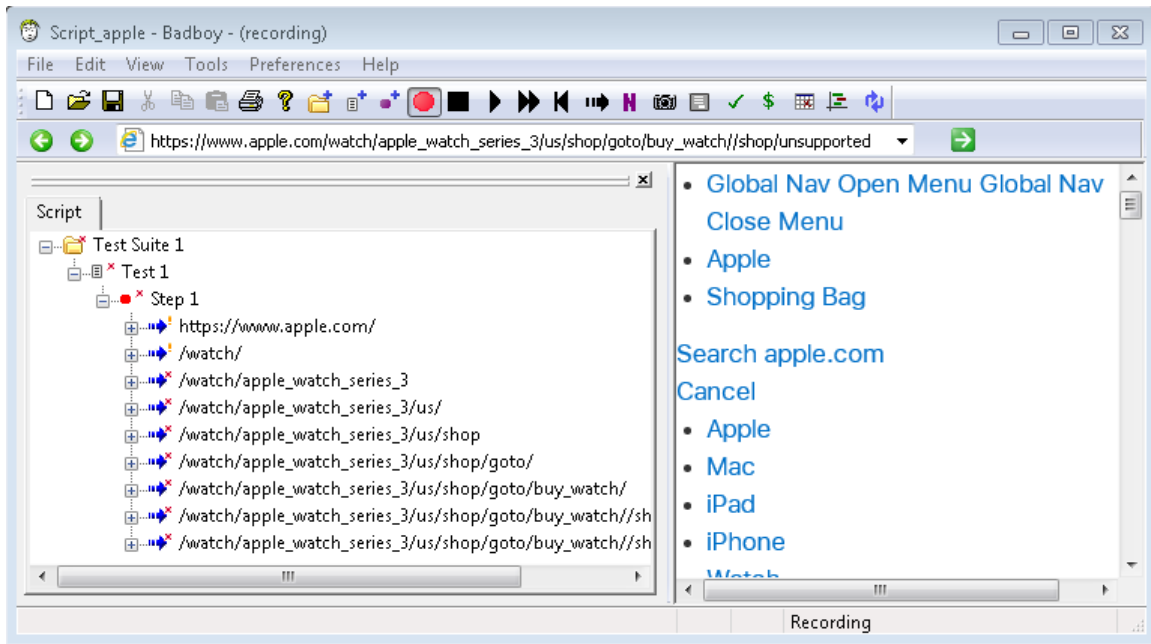 Script_apple - Badboy - (recording)
File Edit View Tools Preferences Help
https://www.apple.com/watch/apple_watch_series_3/us/shop/goto/buy_watch//shop/unsupported
Script
Test Suite 1
Test 1
Step 1
https://www.apple.com/
/watch/
/watch/apple_watch_series_3
/watch/apple_watch_series_3/us/
/watch/apple_watch_series_3/us/shop
/watch/apple_watch_series_3/us/shop/goto/
/watch/apple_watch_series_3/us/shop/goto/buy_watch/
/watch/apple_watch_series_3/us/shop/goto/buy_watch//sh
/watch/apple_watch_series_3/us/shop/goto/buy_watch//sh
Global Nav Open Menu Global Nav
Close Menu
Apple
Shopping Bag
Search apple.com
Cancel
Apple
Mac
iPad
iPhone
Watch
Recording